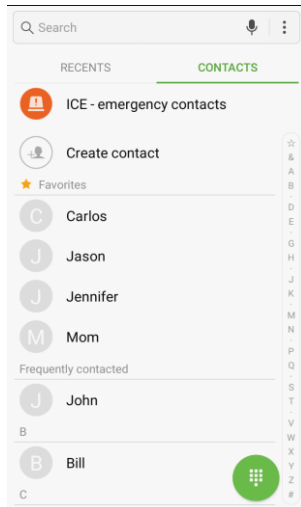 Search
RECENTS CONTACTS
ICE - emergency contacts
Create contact
Favorites
C Carlos
J Jason
J Jennifer
M Mom
Frequently contacted
J John
B
B Bill
C
&
A
B
D
E
G
H
J
K
M
N
P
Q
S
T
V
W
X
Y
Z
#